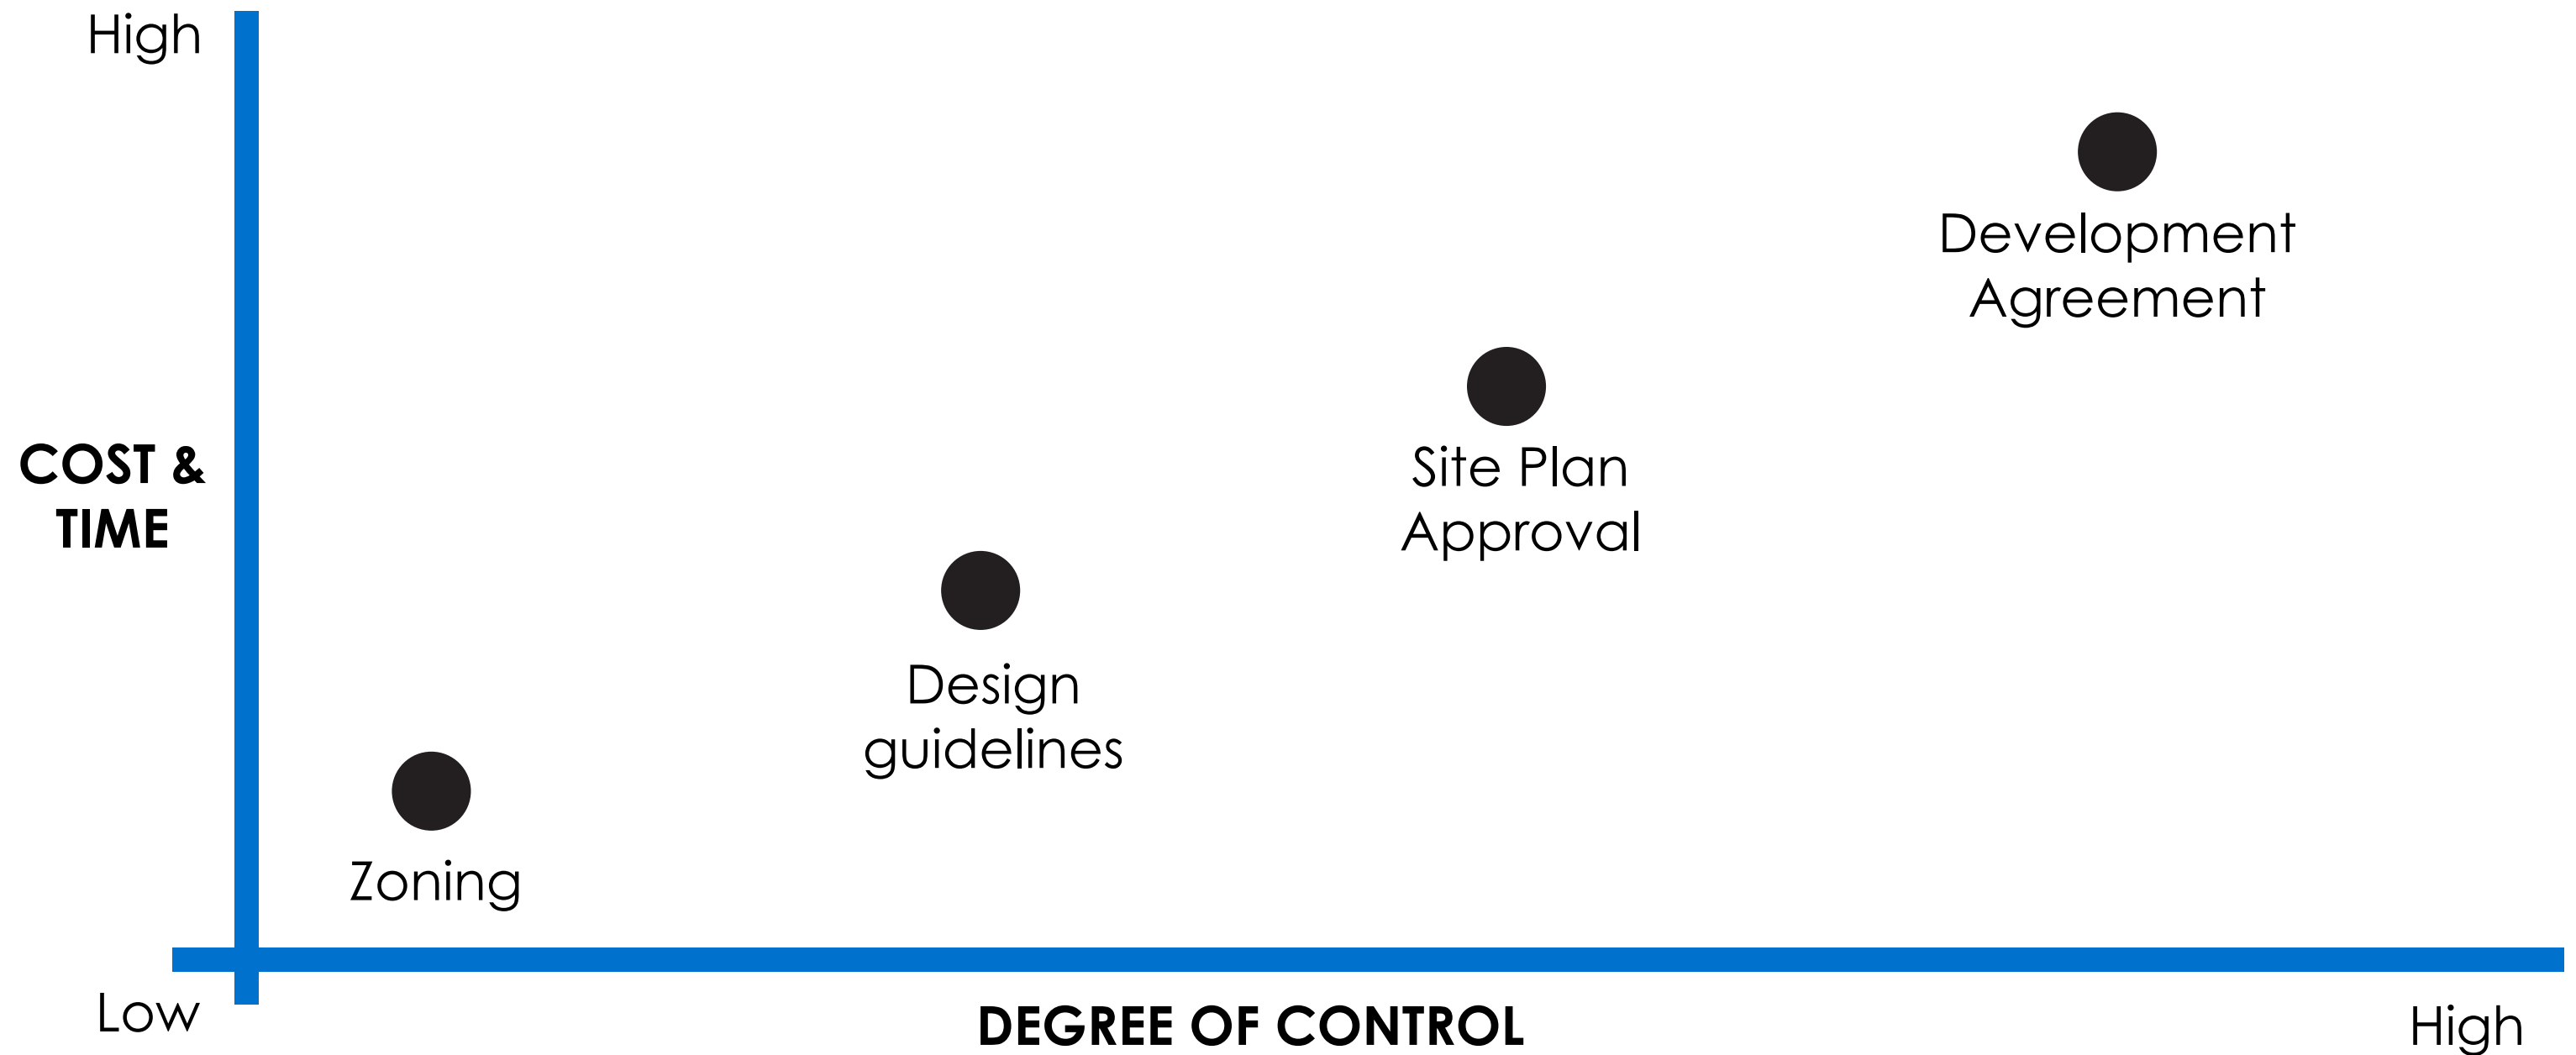 High
Development
Agreement
COST &
TIME
Site Plan
Approval
Design
guidelines
Zoning
Low
DEGREE OF CONTROL
High